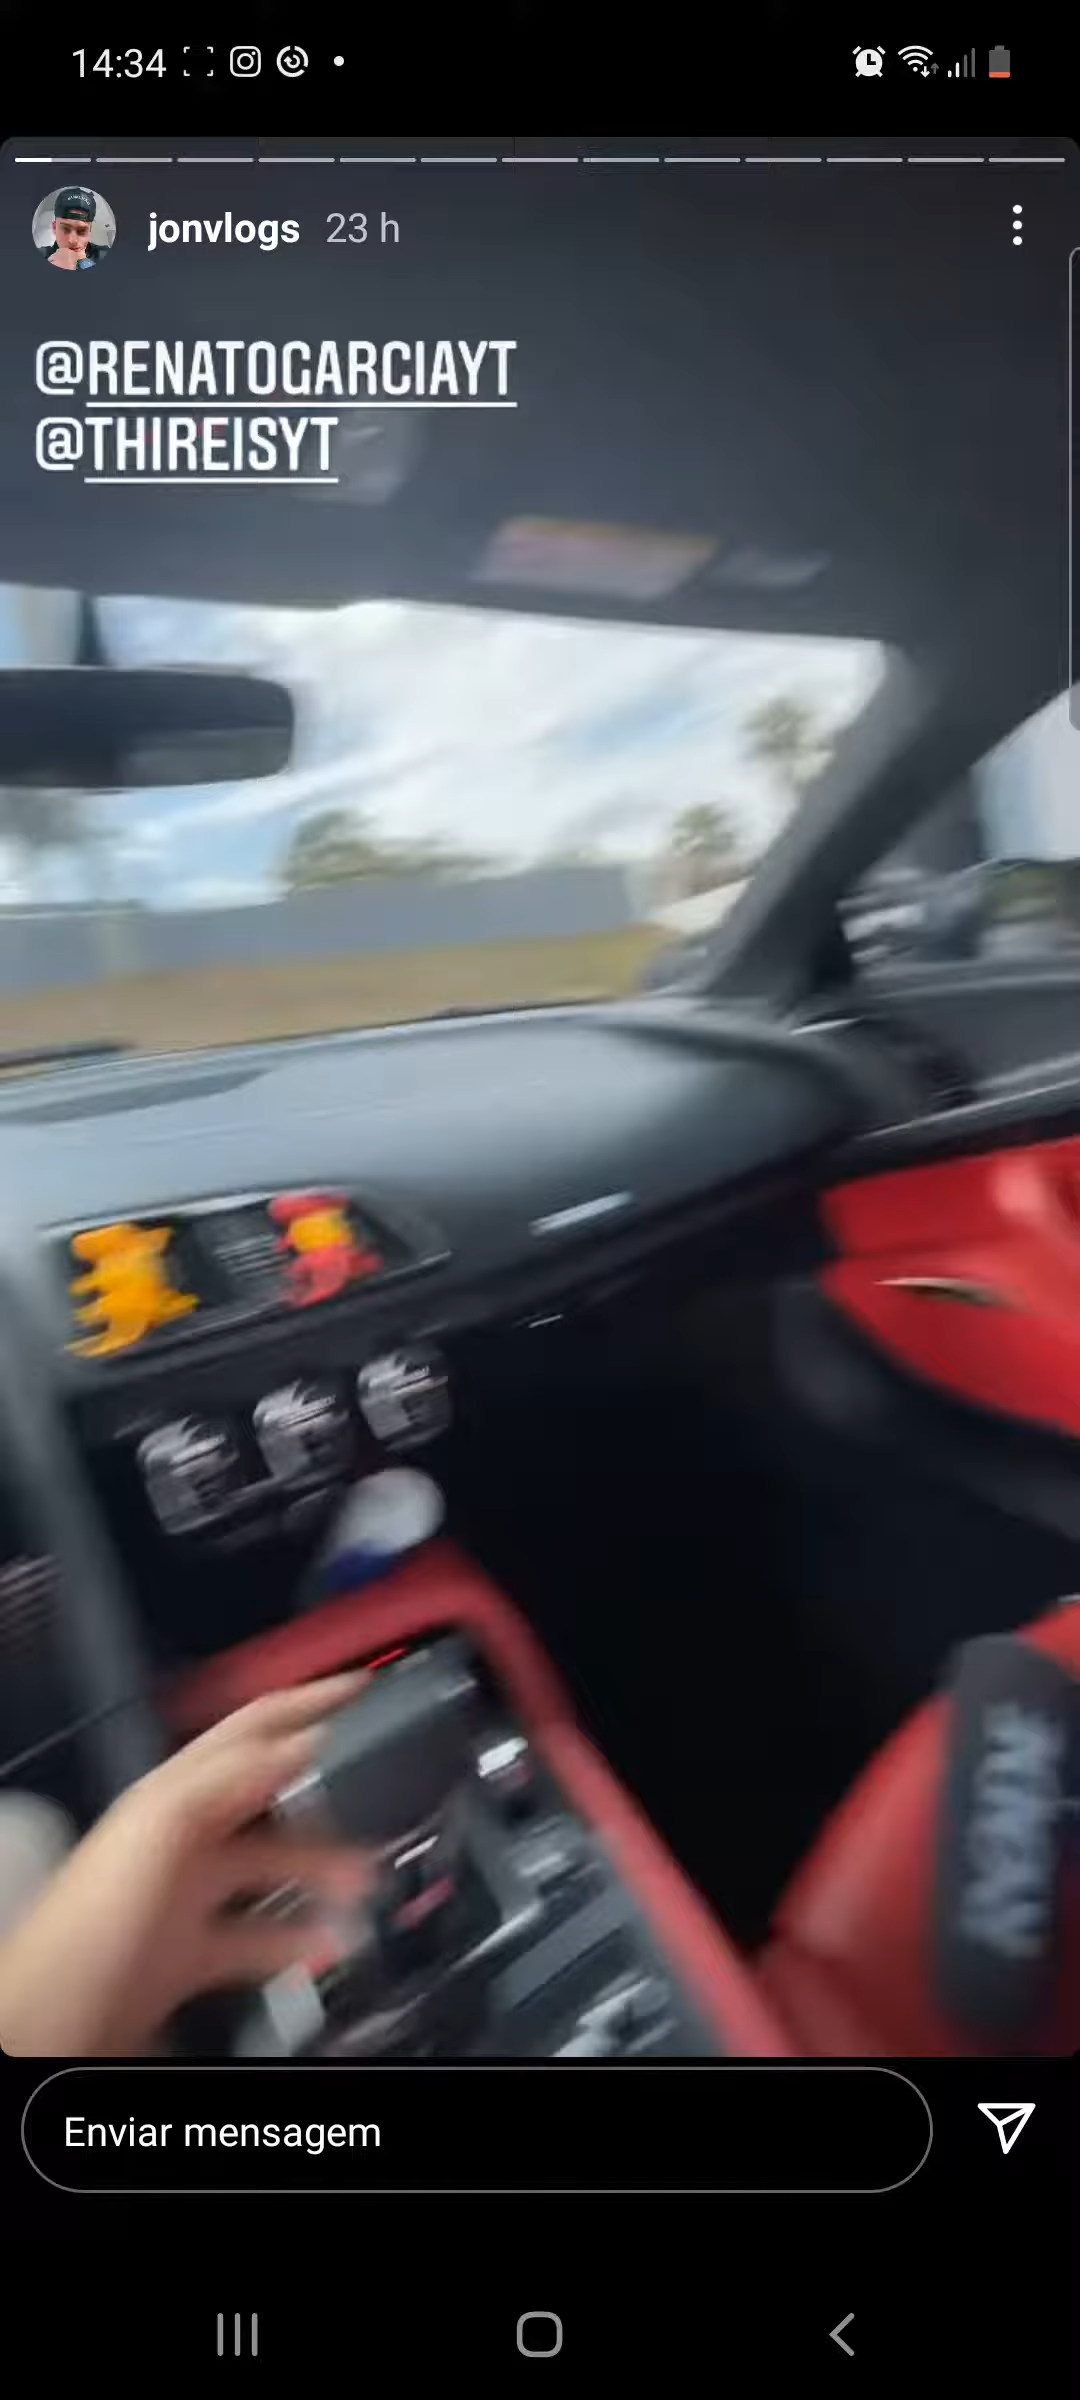 14:34
jonvlogs 23 h
@RENATOGARCIAYT
@THIREISYT
Enviar mensagem